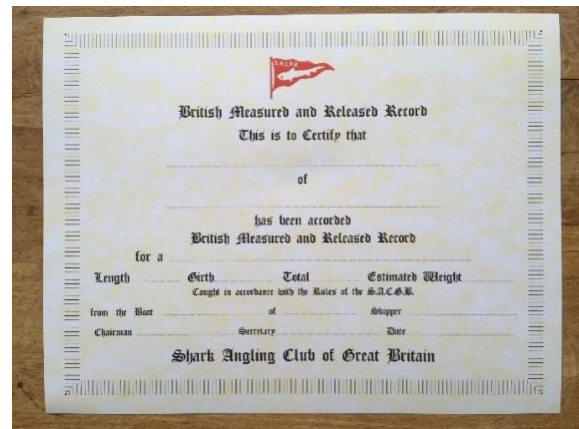 S.A.C.G.B.
British Measured and Released Record
This is to Certify that
of
has been accorded
British Measured and Released Record
for a
Length Girth Total Estimated Weight
Caught in accordance with the Rules of the S.A.C.G.B.
from the Boat of Skipper
Chairman Secretary Date
Shark Angling Club of Great Britain